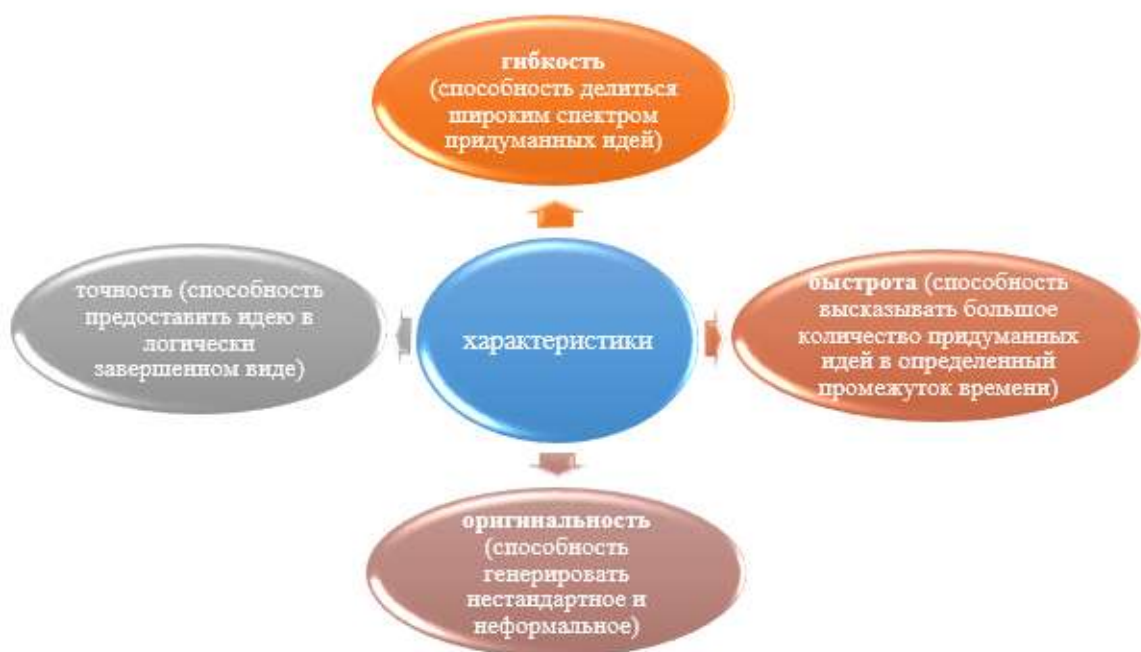 гибкость
(способность делиться
широким спектром
придуманных идей)
точность (способность
предоставить идею в
логически
завершенном виде)
характеристики
быстрота (способность
высказывать большое
количество придуманных
идей в определенный
промежуток времени)
оригинальность
(способность
генерировать
нестандартное и
неформальное)